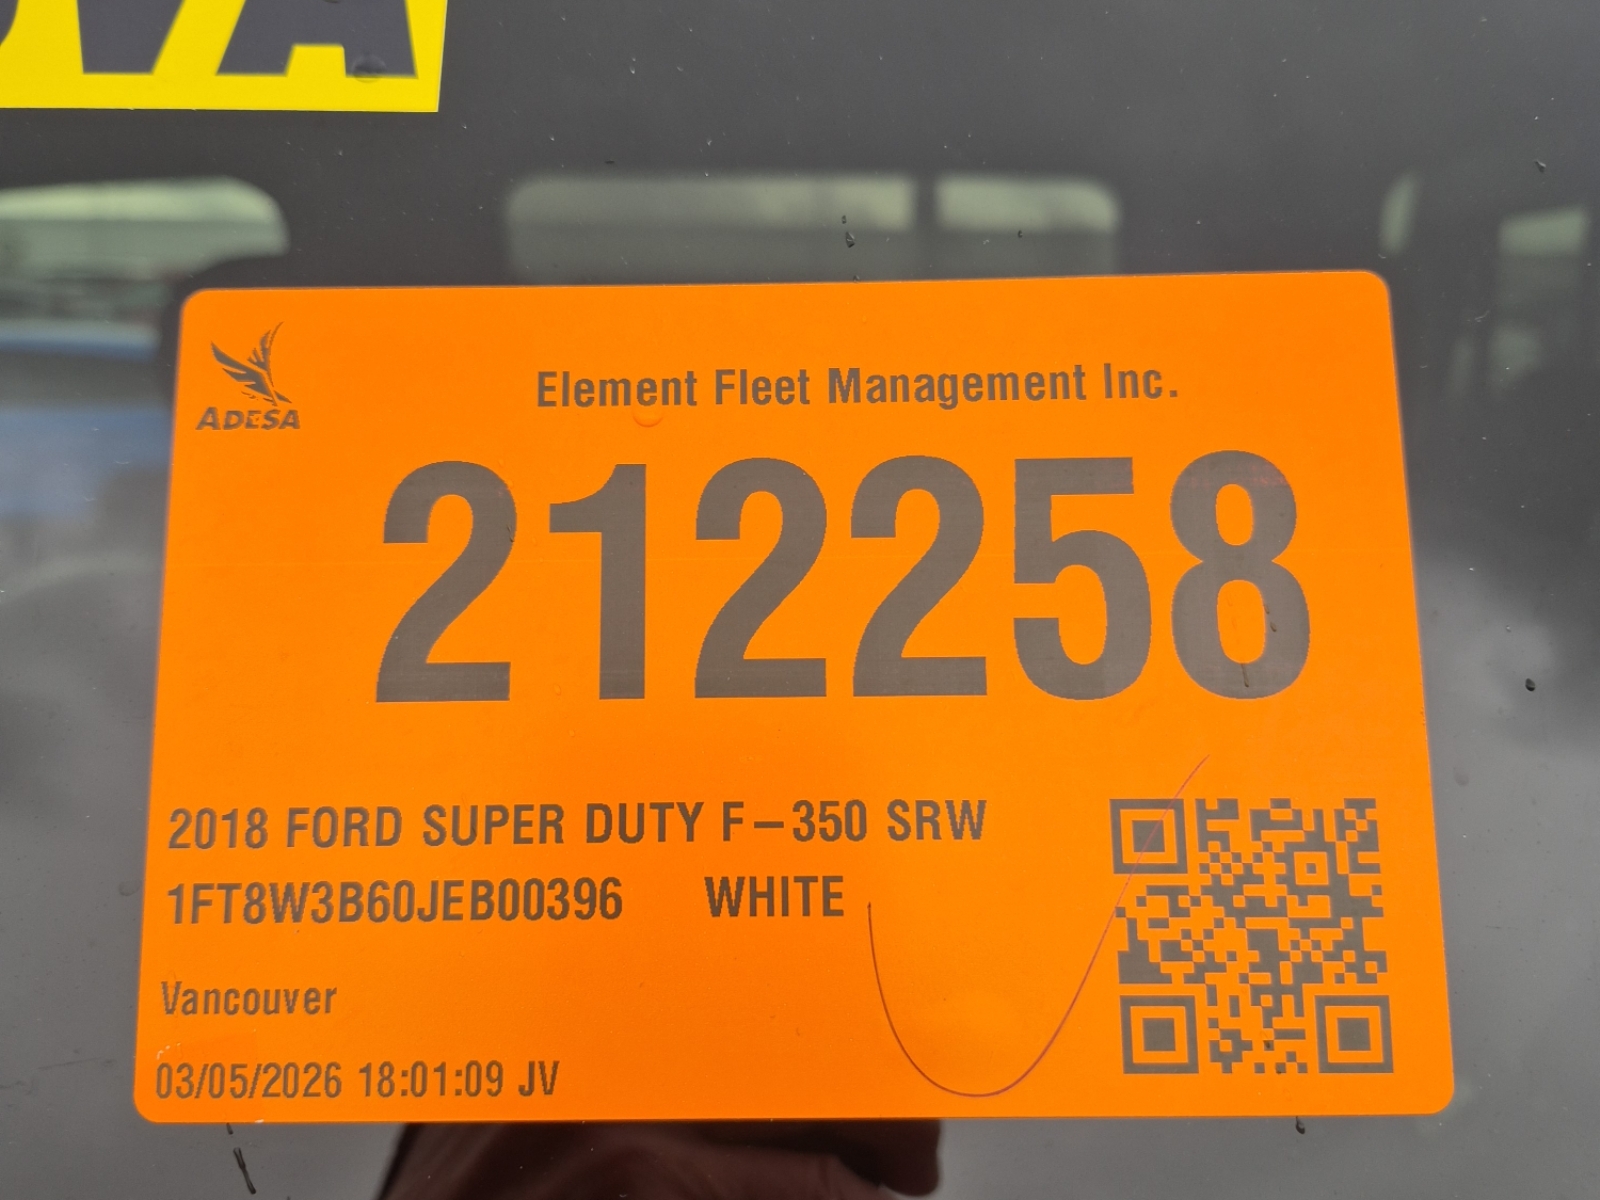 ADESA
Element Fleet Management Inc.
212258
2018 FORD SUPER DUTY F-350 SRW
1FT8W3B60JEB00396 WHITE
Vancouver
03/05/2026 18:01:09 JV